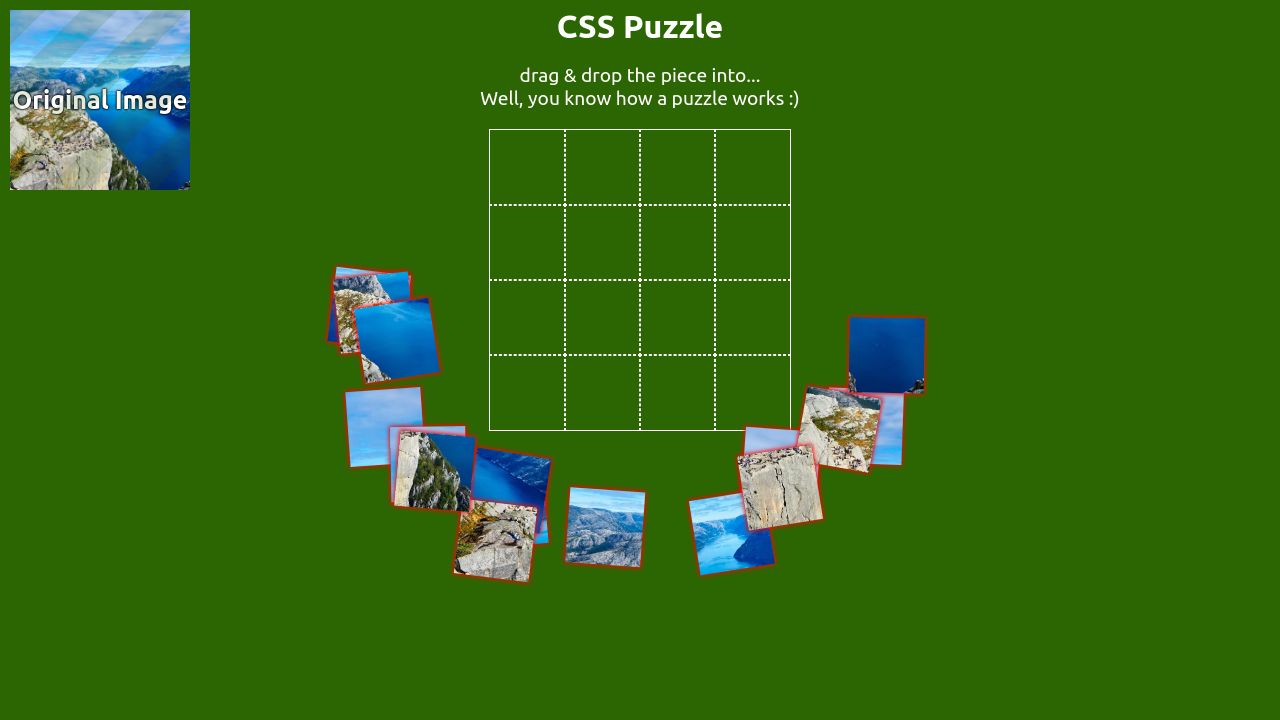 CSS Puzzle
drag & drop the piece into...
Well, you know how a puzzle works :)
Original Image